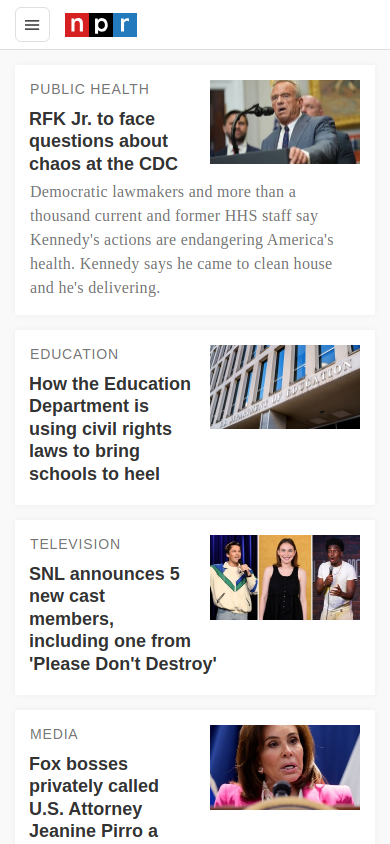 npr
PUBLIC HEALTH
RFK Jr. to face
questions about
chaos at the CDC
Democratic lawmakers and more than a
thousand current and former HHS staff say
Kennedy's actions are endangering America's
health. Kennedy says he came to clean house
and he's delivering.
EDUCATION
How the Education
Department is
using civil rights
laws to bring
schools to heel
DEPARTMENT OF EDUCATION
TELEVISION
SNL announces 5
new cast
members,
including one from
'Please Don't Destroy'
MEDIA
Fox bosses
privately called
U.S. Attorney
Jeanine Pirro a